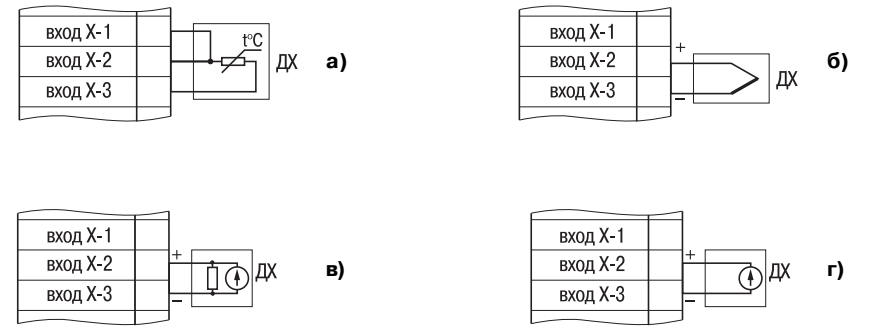 вход X-1
вход X-2
вход X-3
t°C
ДХ
а)
вход X-1
вход X-2
вход X-3
+
−
ДХ
б)
вход X-1
вход X-2
вход X-3
+
−
ДХ
в)
вход X-1
вход X-2
вход X-3
+
−
ДХ
г)